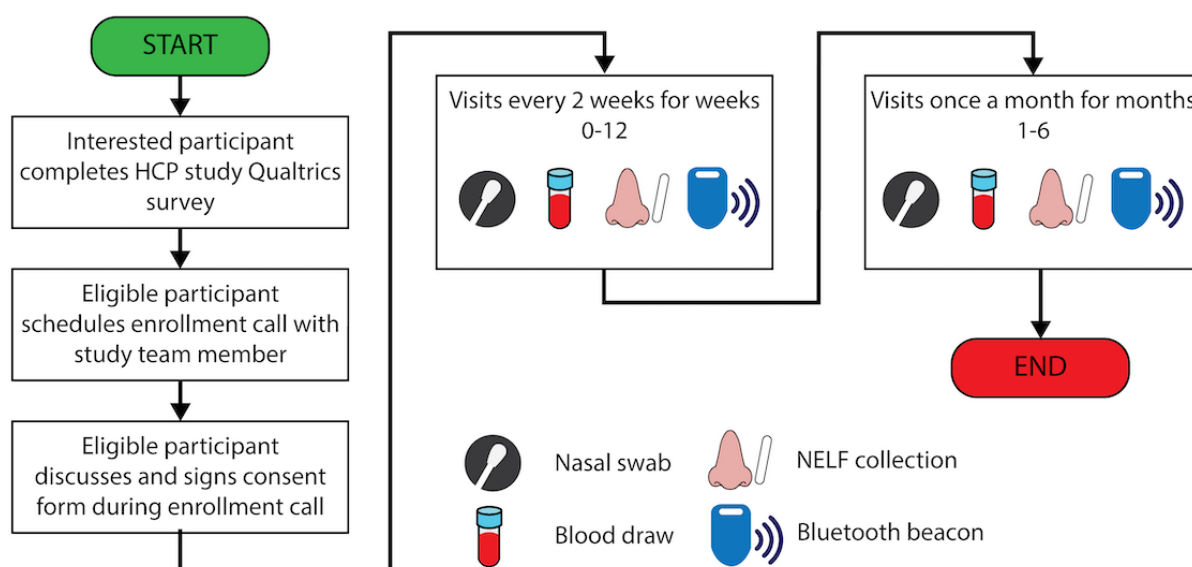 START
Interested participant
completes HCP study Qualtrics
survey
Eligible participant
schedules enrollment call with
study team member
Eligible participant
discusses and signs consent
form during enrollment call
Visits every 2 weeks for weeks
0-12
Visits once a month for months
1-6
END
Nasal swab
NELF collection
Blood draw
Bluetooth beacon